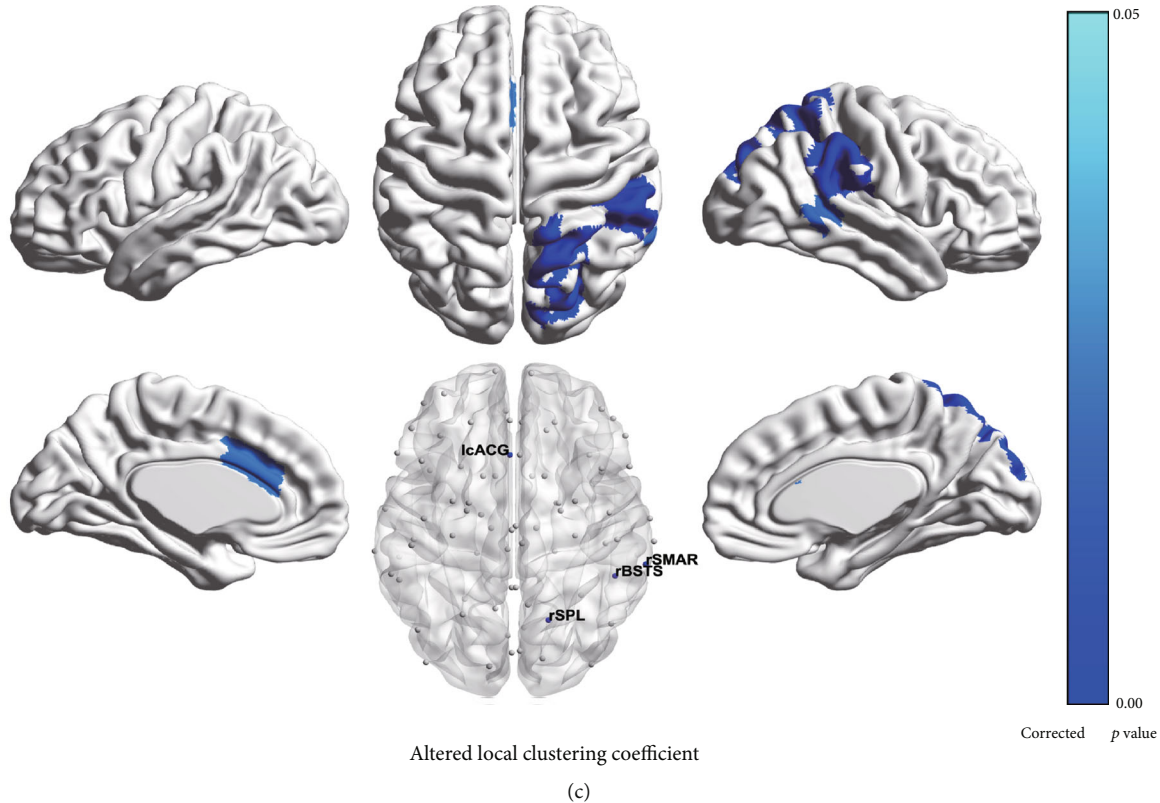 0.05
lcACG
rSMAR
rBSTS
rSPL
0.00
Corrected p value
Altered local clustering coefficient
(c)